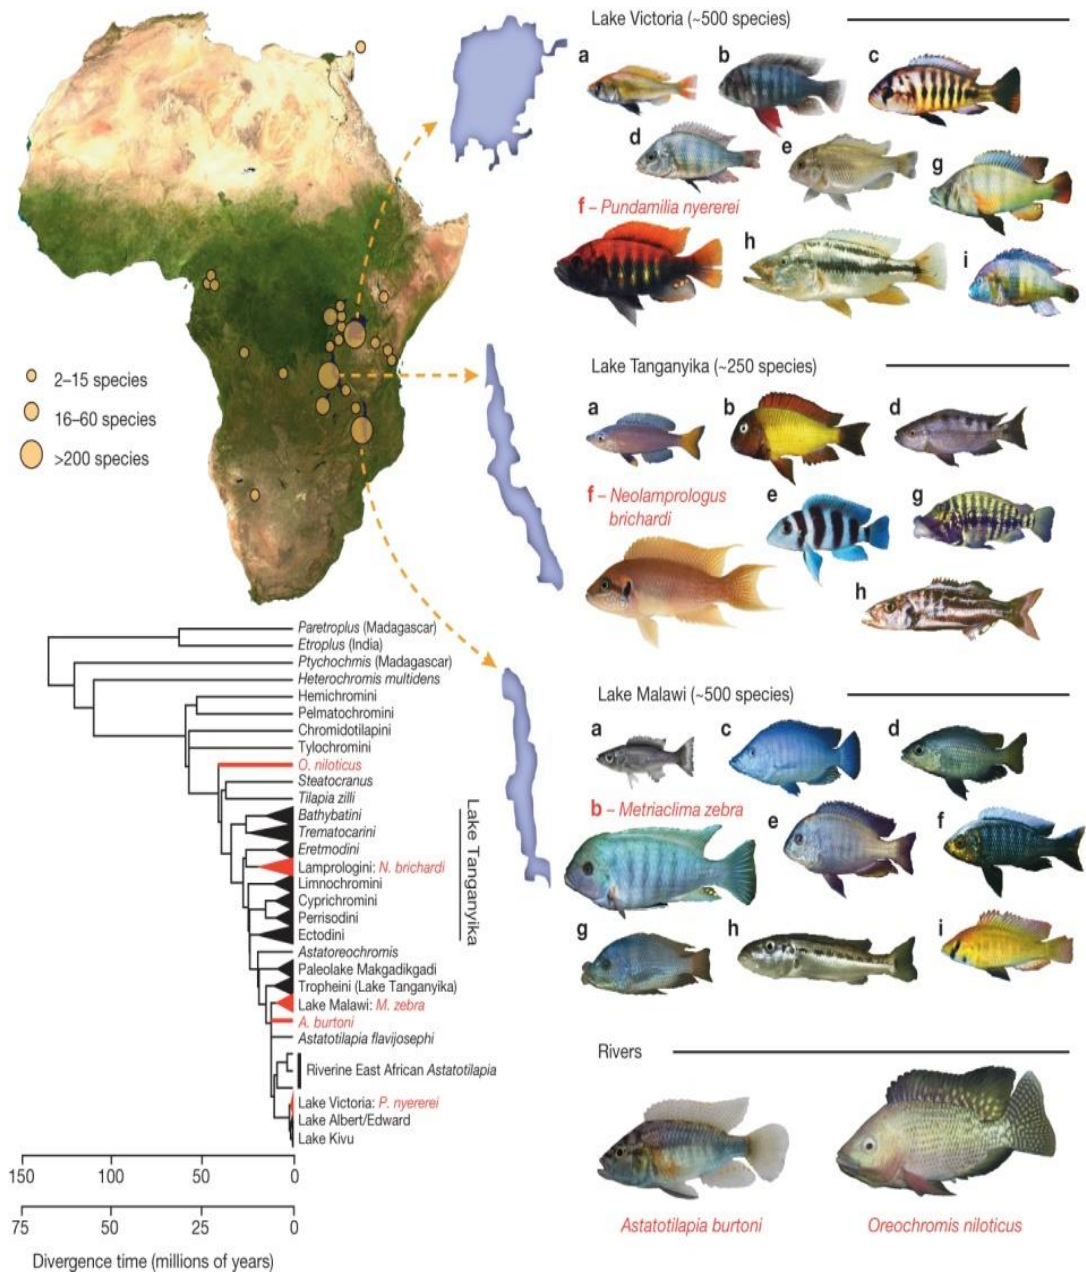 Lake Victoria (~500 species)
a
b
c
d
e
g
f – Pundamilia nyererei
h
i
2–15 species
16–60 species
>200 species
Lake Tanganyika (~250 species)
a
b
d
f – Neolamprologus
brichardi
e
g
h
Lake Malawi (~500 species)
a
c
d
b – Metriaclima zebra
e
f
g
h
i
Rivers
Astatotilapia burtoni
Oreochromis niloticus
Paretroplus (Madagascar)
Etroplus (India)
Ptychochmis (Madagascar)
Heterochromis multidens
Hemichromini
Pelmatochromini
Chromidotilapini
Tylochromini
O. niloticus
Steatocranus
Tilapia zilli
Bathybatini
Trematocarini
Eretmodini
Lamprologini: N. brichardi
Limnochromini
Cyprichromini
Perrisodini
Ectodini
Lake Tanganyika
Astatoreochromis
Paleolake Makgadikgadi
Tropheini (Lake Tanganyika)
Lake Malawi: M. zebra
A. burtoni
Astatotilapia flavijosephi
Riverine East African Astatotilapia
Lake Victoria: P. nyererei
Lake Albert/Edward
Lake Kivu
150 100 50 0
75 50 25 0
Divergence time (millions of years)